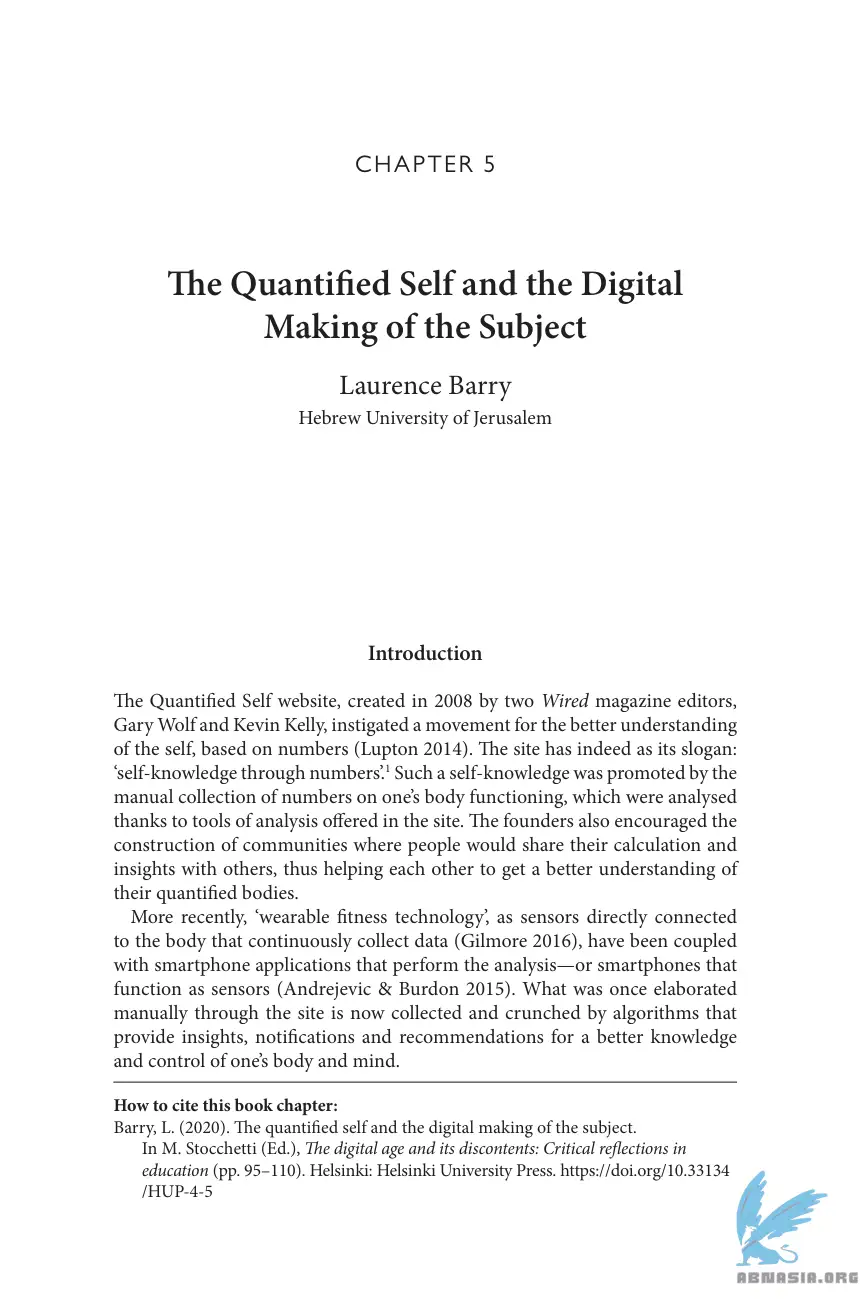 CHAPTER 5
The Quantified Self and the Digital
Making of the Subject
Laurence Barry
Hebrew University of Jerusalem
Introduction
The Quantified Self website, created in 2008 by two Wired magazine editors,
Gary Wolf and Kevin Kelly, instigated a movement for the better understanding
of the self, based on numbers (Lupton 2014). The site has indeed as its slogan:
‘self-knowledge through numbers’.1 Such a self-knowledge was promoted by the
manual collection of numbers on one’s body functioning, which were analysed
thanks to tools of analysis offered in the site. The founders also encouraged the
construction of communities where people would share their calculation and
insights with others, thus helping each other to get a better understanding of
their quantified bodies.
More recently, ‘wearable fitness technology’, as sensors directly connected
to the body that continuously collect data (Gilmore 2016), have been coupled
with smartphone applications that perform the analysis—or smartphones that
function as sensors (Andrejevic & Burdon 2015). What was once elaborated
manually through the site is now collected and crunched by algorithms that
provide insights, notifications and recommendations for a better knowledge
and control of one’s body and mind.
How to cite this book chapter:
Barry, L. (2020). The quantified self and the digital making of the subject.
In M. Stocchetti (Ed.), The digital age and its discontents: Critical reflections in
education (pp. 95–110). Helsinki: Helsinki University Press. https://doi.org/10.33134
/HUP-4-5
ABNASIA.ORG